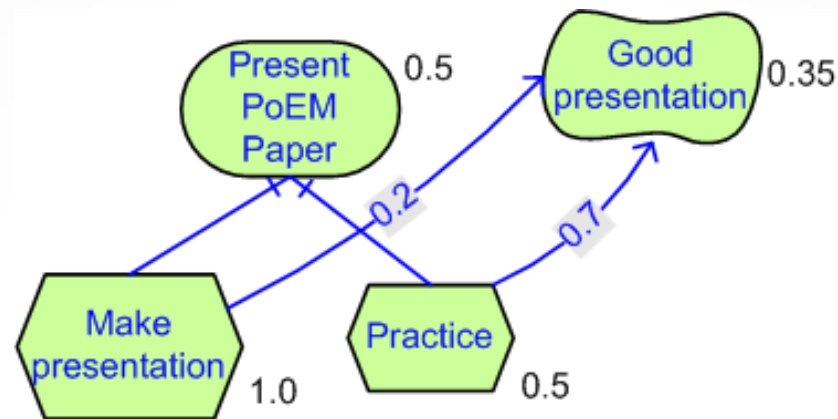 Present
PoEM
Paper
0.5
Good
presentation
0.35
0.2
0.7
Make
presentation
1.0
Practice
0.5